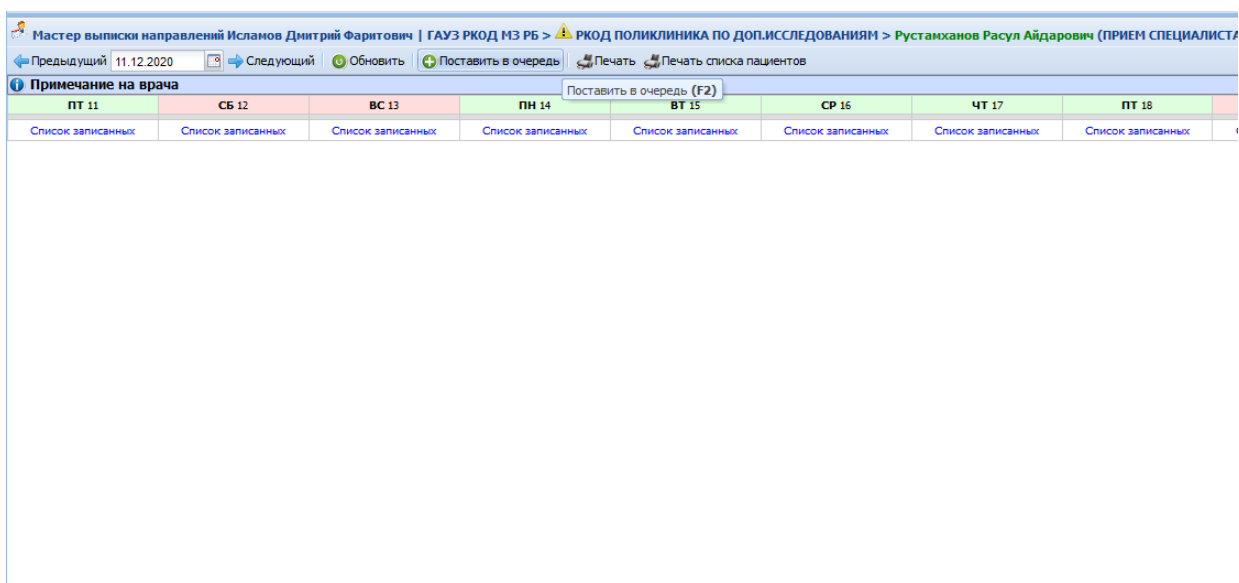 Мастер выписки направлений Исламов Дмитрий Фаритович | ГАУЗ РКОД МЗ РБ > РКОД ПОЛИКЛИНИКА ПО ДОП.ИССЛЕДОВАНИЯМ > Рустамханов Расул Айдарович (ПРИЕМ СПЕЦИАЛИСТА
Предыдущий 11.12.2020 Следующий Обновить Поставить в очередь Печать Печать списка пациентов
Примечание на врача
Поставить в очередь (F2)
ПТ 11 СБ 12 ВС 13 ПН 14 ВТ 15 СР 16 ЧТ 17 ПТ 18
Список записанных Список записанных Список записанных Список записанных Список записанных Список записанных Список записанных Список записанных